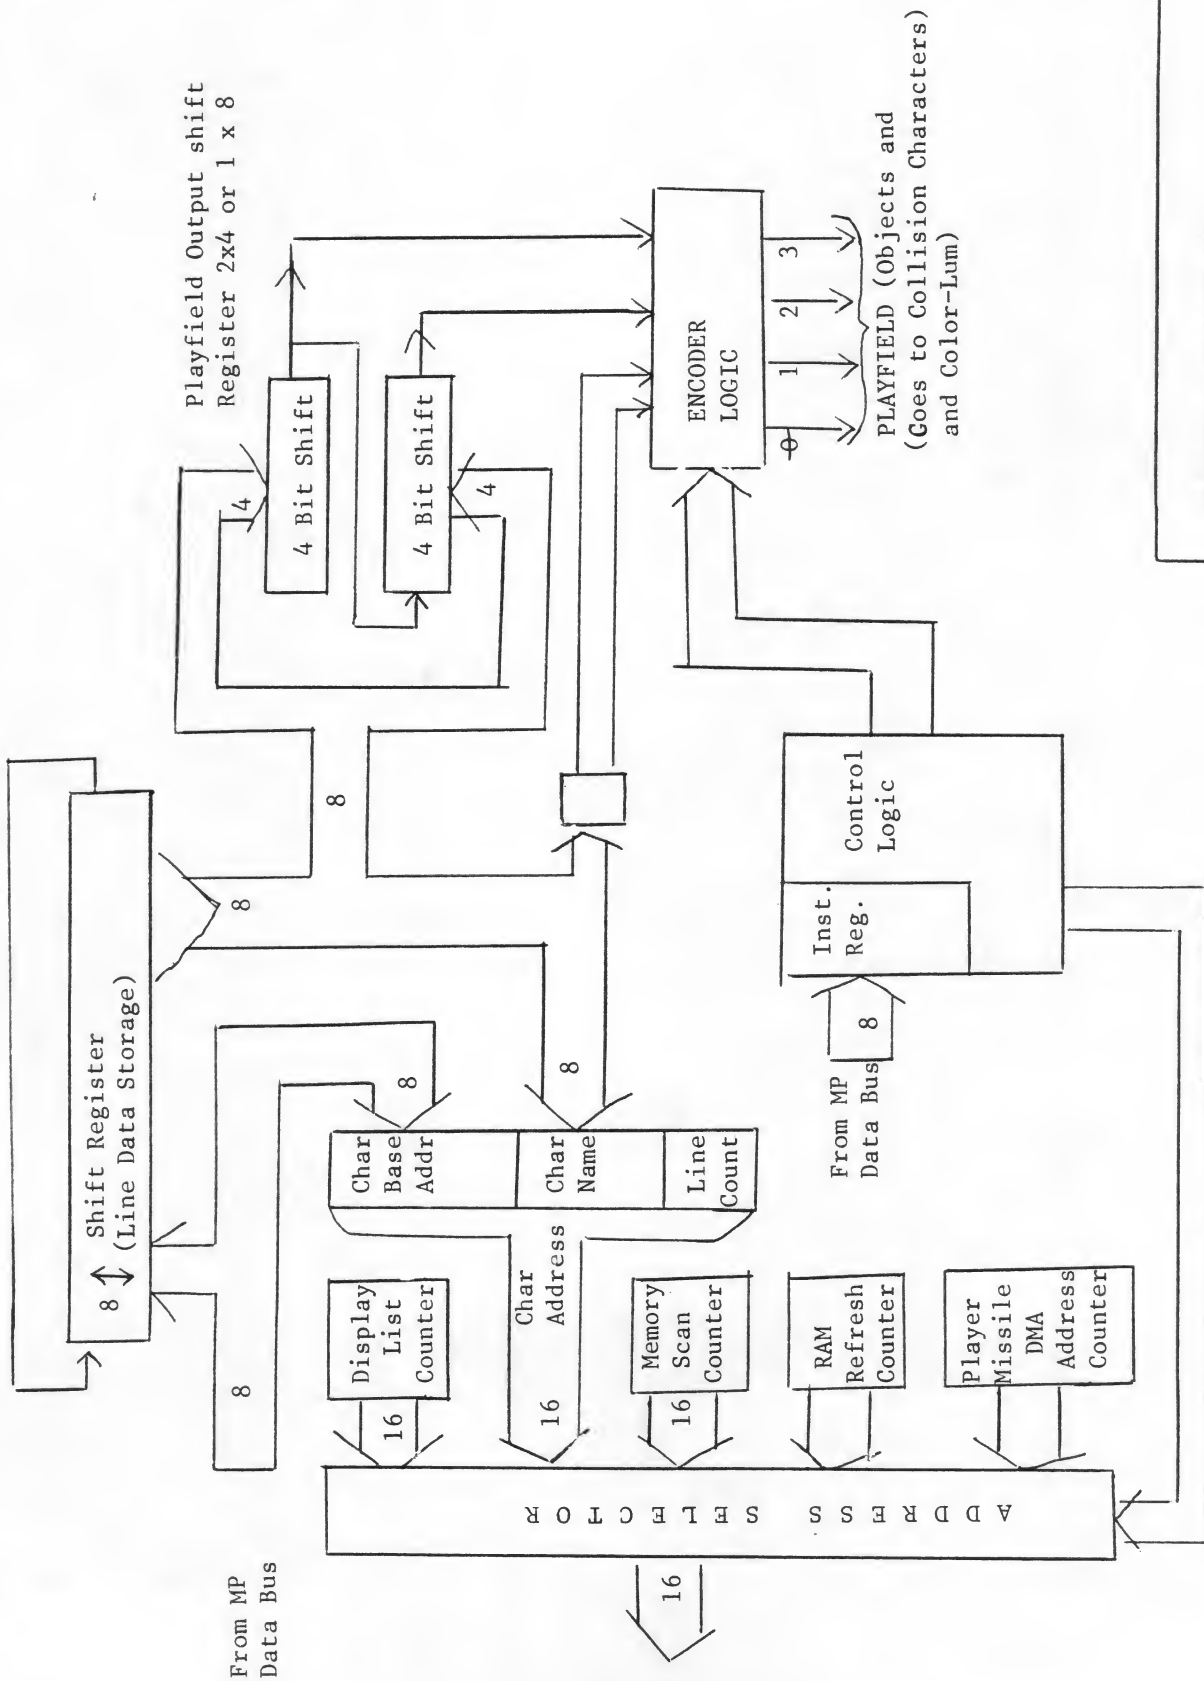 Playfield Output shift
Register 2x4 or 1 x 8
Shift Register
(Line Data Storage)
8
8
8
8
4
4 Bit Shift
4 Bit Shift
4
From MP
Data Bus
8
8
8
Char
Base
Addr
Char
Name
Line
Count
Char
Address
16
Display
List
Counter
16
Memory
Scan
Counter
16
RAM
Refresh
Counter
Player
Missile
DMA
Address
Counter
ADDRESS SELECTOR
16
From MP
Data Bus
8
Inst.
Reg.
Control
Logic
ENCODER
LOGIC
0
1
2
3
PLAYFIELD (Objects and
(Goes to Collision Characters)
and Color-Lum)